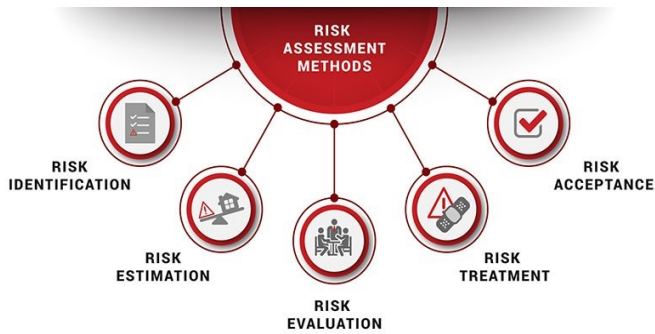 RISK
ASSESSMENT
METHODS
RISK
IDENTIFICATION
RISK
ESTIMATION
RISK
EVALUATION
RISK
TREATMENT
RISK
ACCEPTANCE